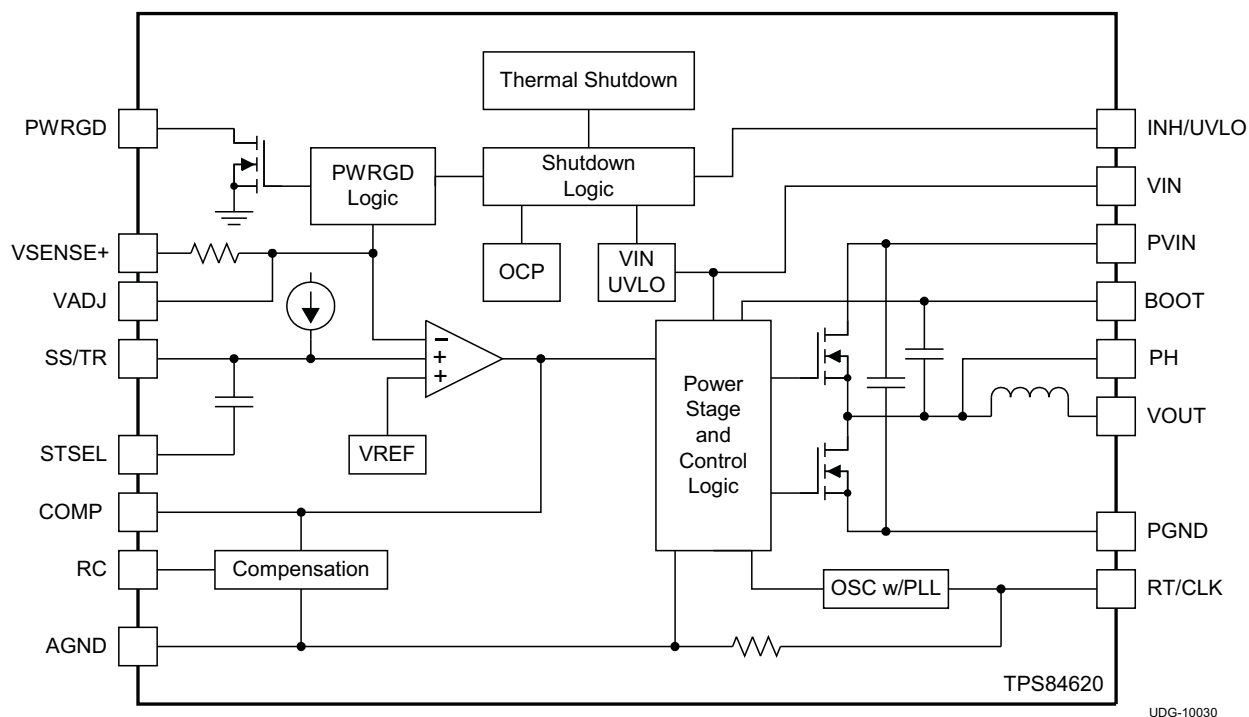 Thermal Shutdown
PWRGD
INH/UVLO
PWRGD
Logic
Shutdown
Logic
VIN
VSENSE+
OCP
VIN
UVLO
PVIN
VADJ
BOOT
SS/TR
−
+
+
PH
Power
Stage
and
Control
Logic
VOUT
STSEL
VREF
COMP
PGND
RC
Compensation
OSC w/PLL
RT/CLK
AGND
TPS84620
UDG-10030